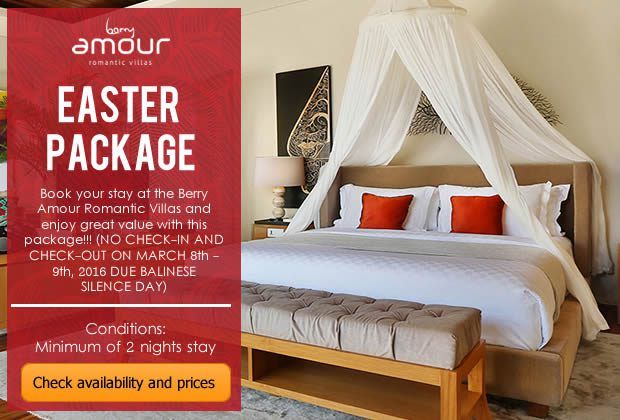 berry
amour
romantic villas
EASTER
PACKAGE
Book your stay at the Berry
Amour Romantic Villas and
enjoy great value with this
package!!! (NO CHECK-IN AND
CHECK-OUT ON MARCH 8th –
9th, 2016 DUE BALINESE
SILENCE DAY)
Conditions:
Minimum of 2 nights stay
Check availability and prices